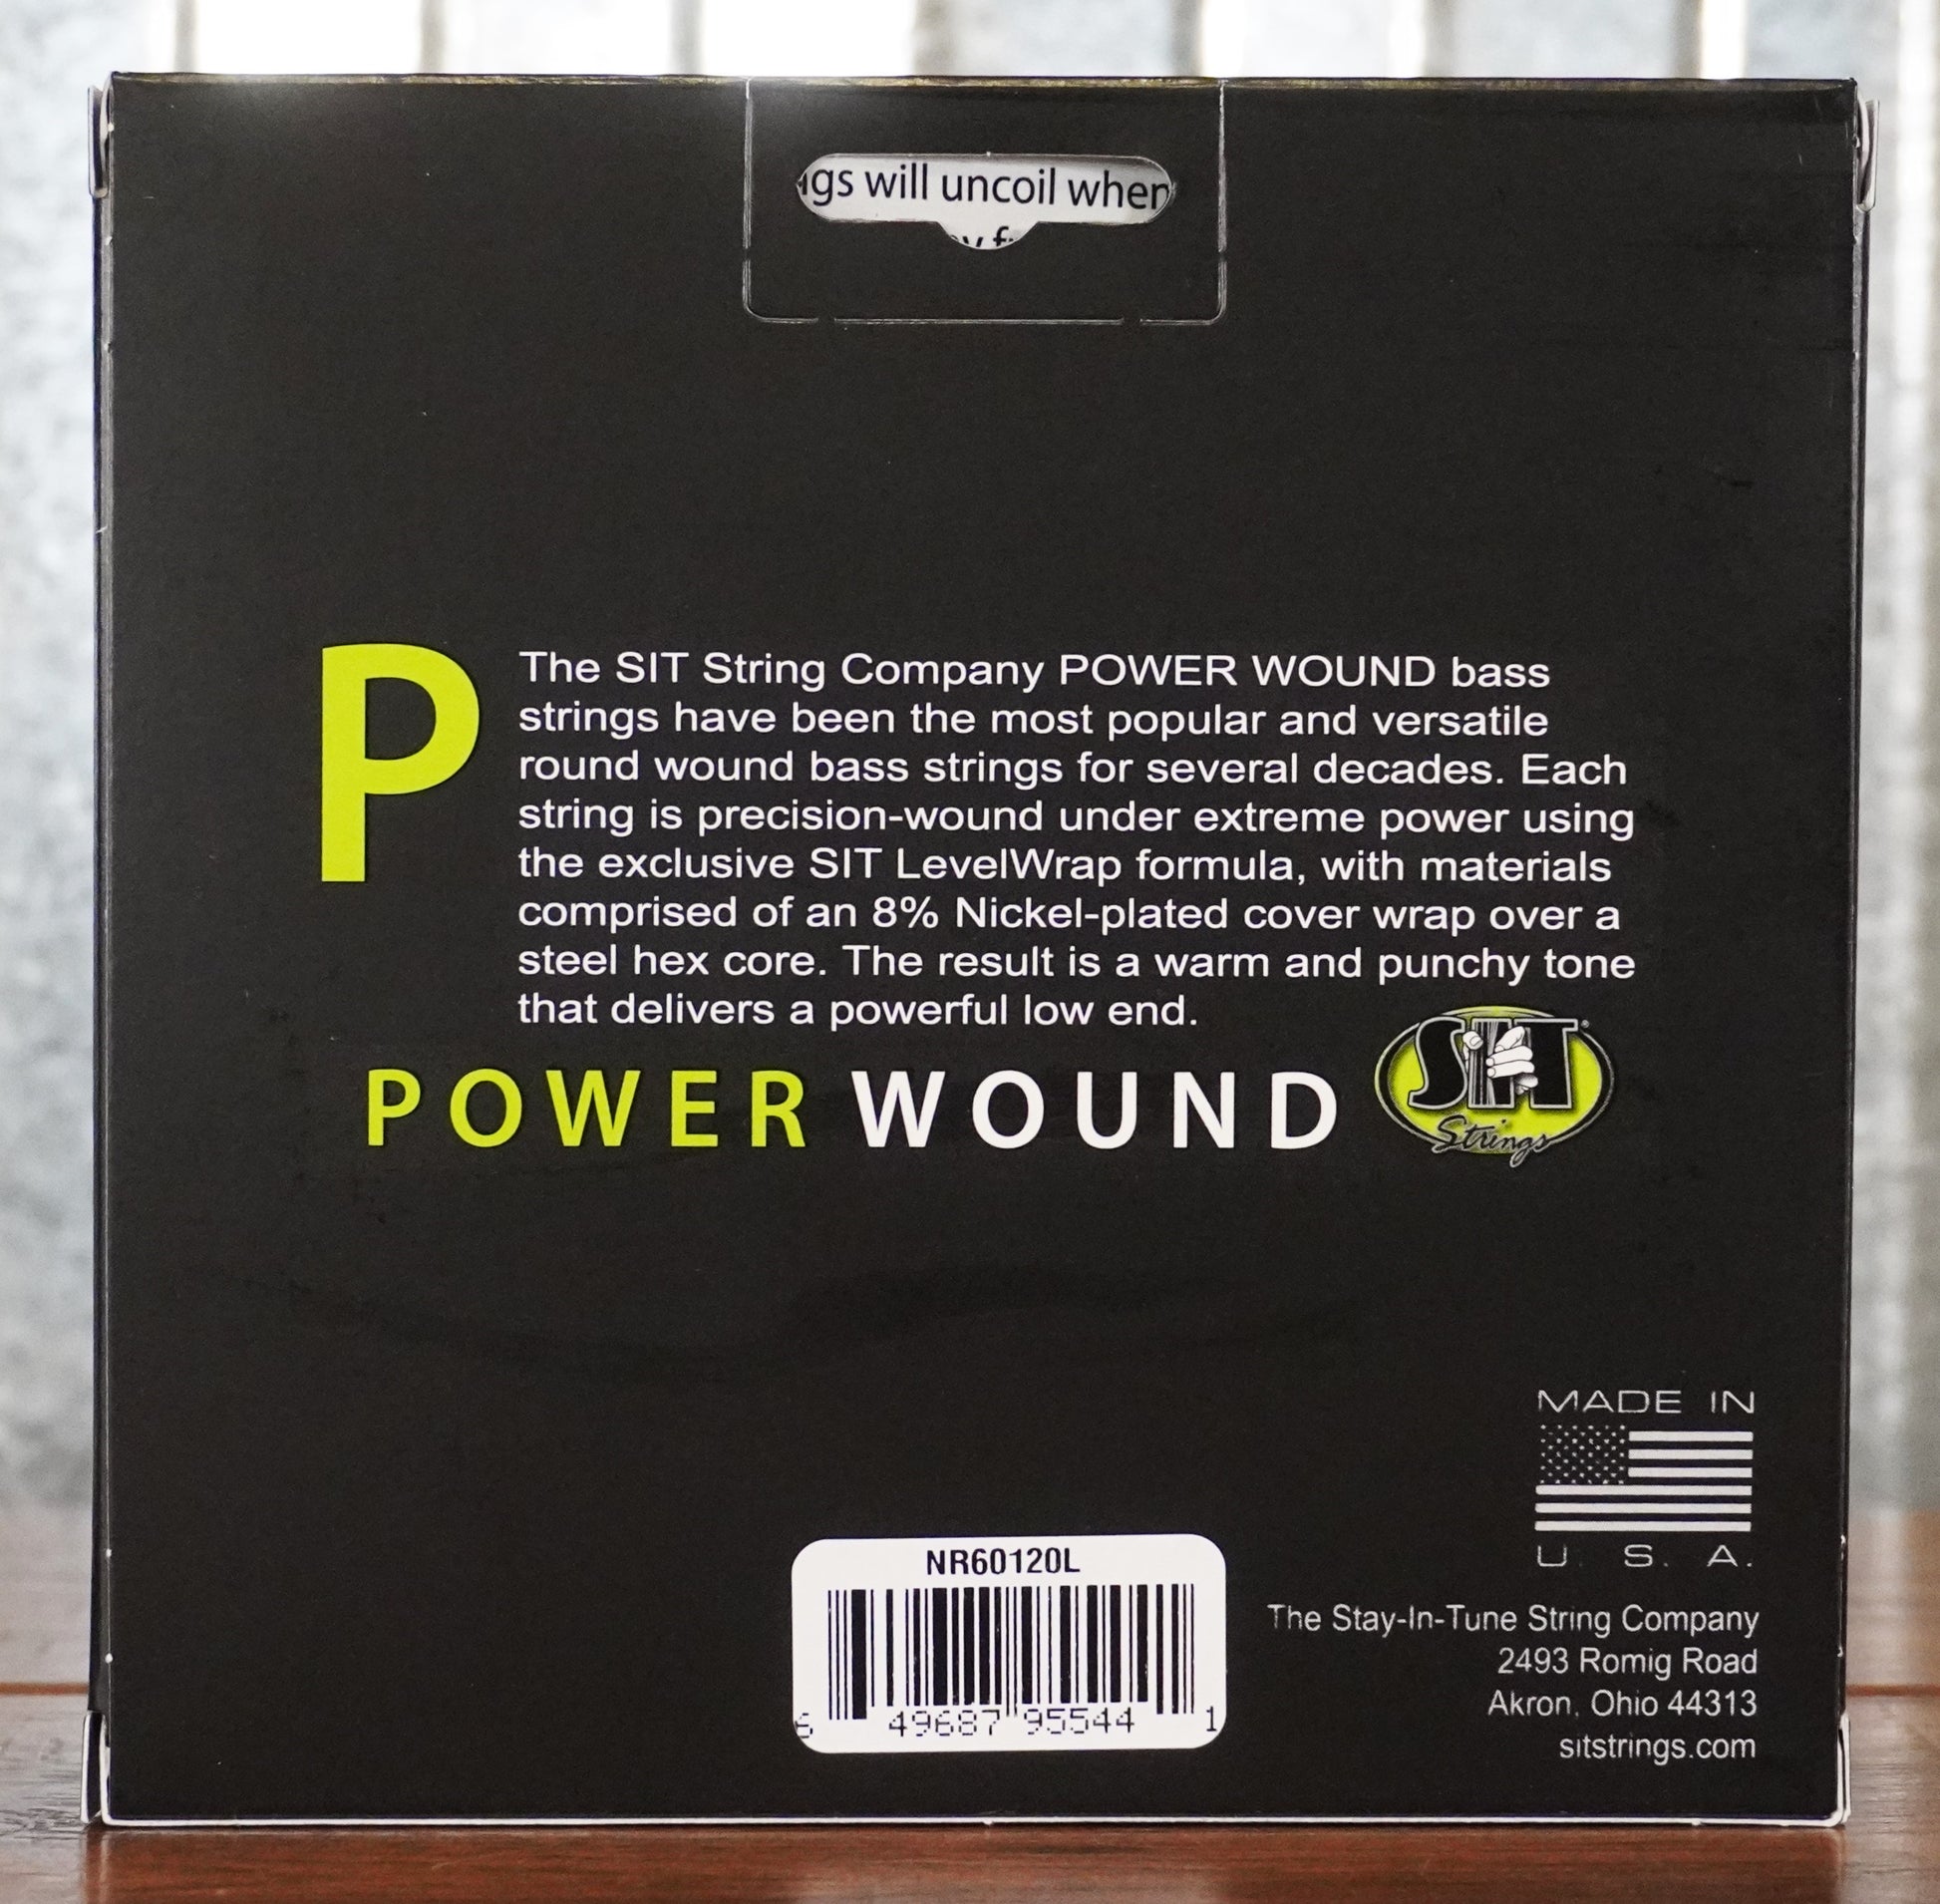 will uncoil when
P
The SIT String Company POWER WOUND bass
strings have been the most popular and versatile
round wound bass strings for several decades. Each
string is precision-wound under extreme power using
the exclusive SIT LevelWrap formula, with materials
comprised of an 8% Nickel-plated cover wrap over a
steel hex core. The result is a warm and punchy tone
that delivers a powerful low end.
POWER WOUND
SIT®
Strings
MADE IN
U. S. A.
NR60120L
6 49687 95544 1
The Stay-In-Tune String Company
2493 Romig Road
Akron, Ohio 44313
sitstrings.com